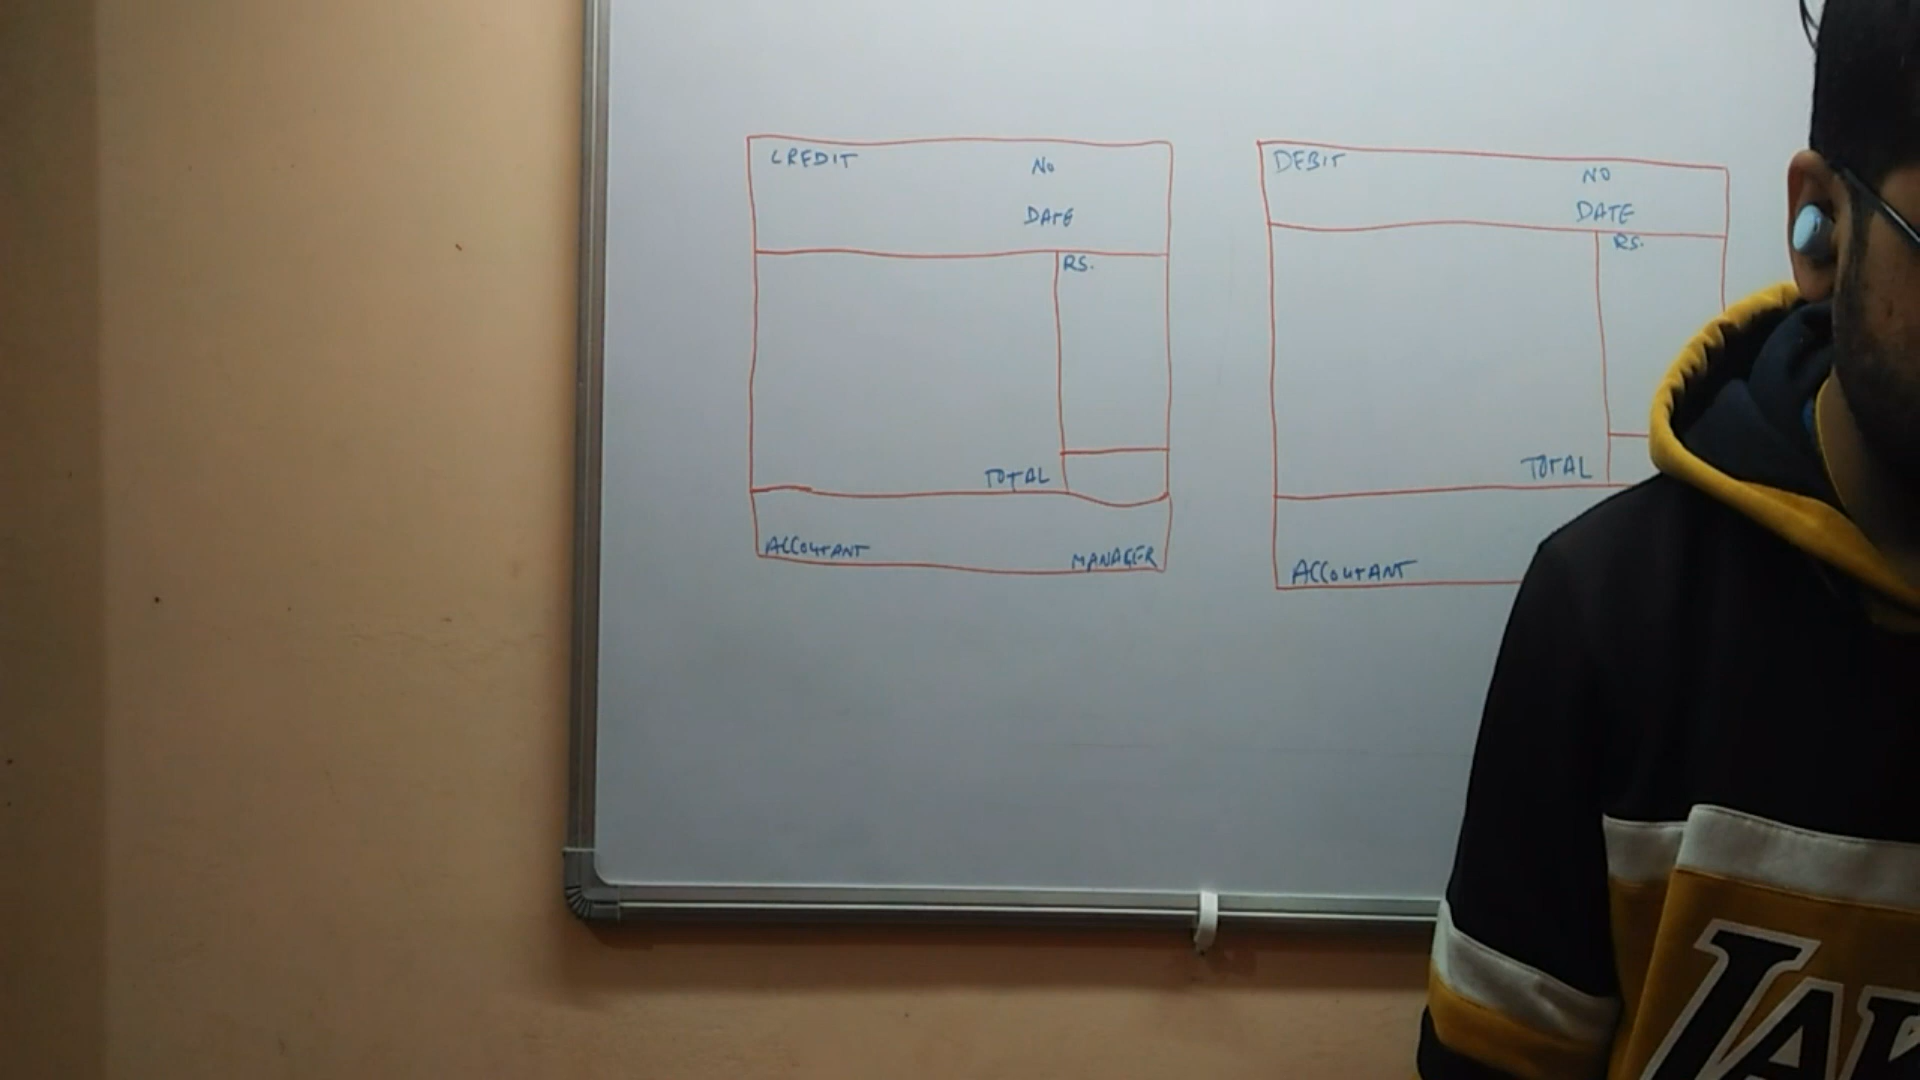 CREDIT NO
DATE
RS.
TOTAL
ACCOUTANT MANAGER
DEBIT NO
DATE
RS.
TOTAL
ACCOUTANT